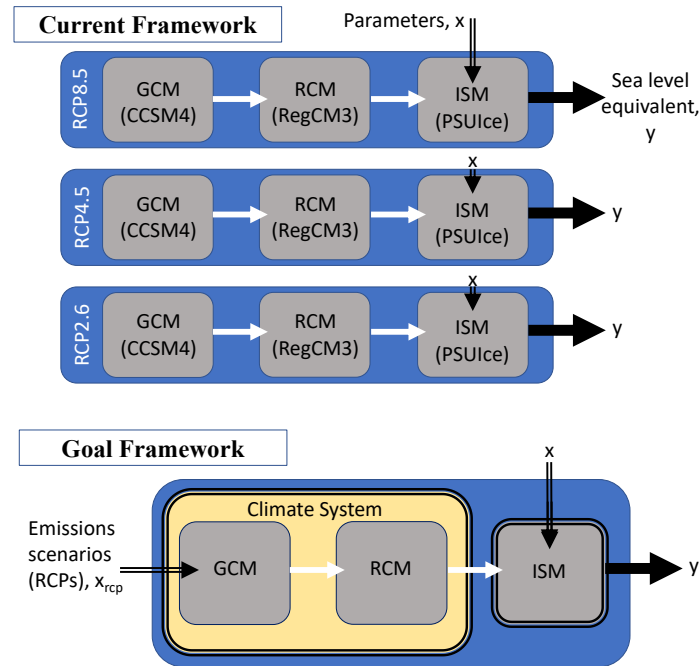 Current Framework
Parameters, x
RCP8.5
GCM
(CCSM4)
RCM
(RegCM3)
ISM
(PSUIce)
Sea level
equivalent,
y
RCP4.5
GCM
(CCSM4)
RCM
(RegCM3)
x
ISM
(PSUIce)
y
RCP2.6
GCM
(CCSM4)
RCM
(RegCM3)
x
ISM
(PSUIce)
y
Goal Framework
x
Climate System
Emissions
scenarios
(RCPs), x_rcp
GCM
RCM
ISM
y